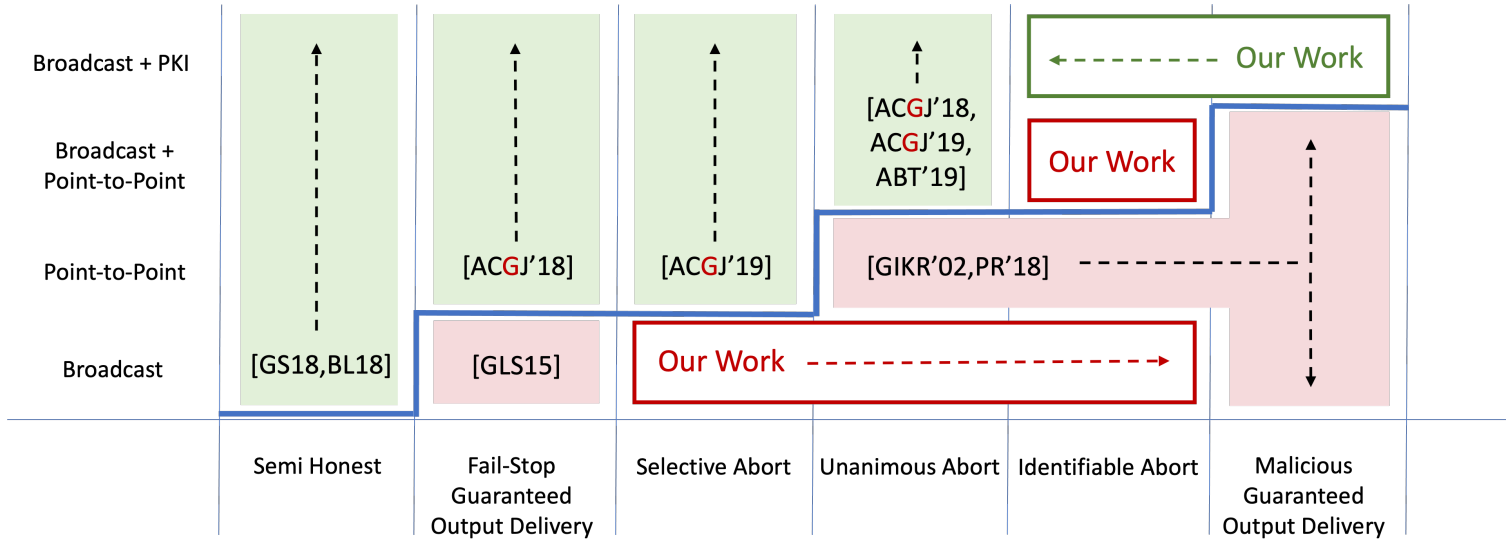 Broadcast + PKI
Our Work
[ACGJ'18,
ACGJ'19,
ABT'19]
Broadcast +
Point-to-Point
Our Work
Point-to-Point
[ACGJ'18]
[ACGJ'19]
[GIKR'02,PR'18]
Broadcast
[GS18,BL18]
[GLS15]
Our Work
Semi Honest
Fail-Stop
Guaranteed
Output Delivery
Selective Abort
Unanimous Abort
Identifiable Abort
Malicious
Guaranteed
Output Delivery